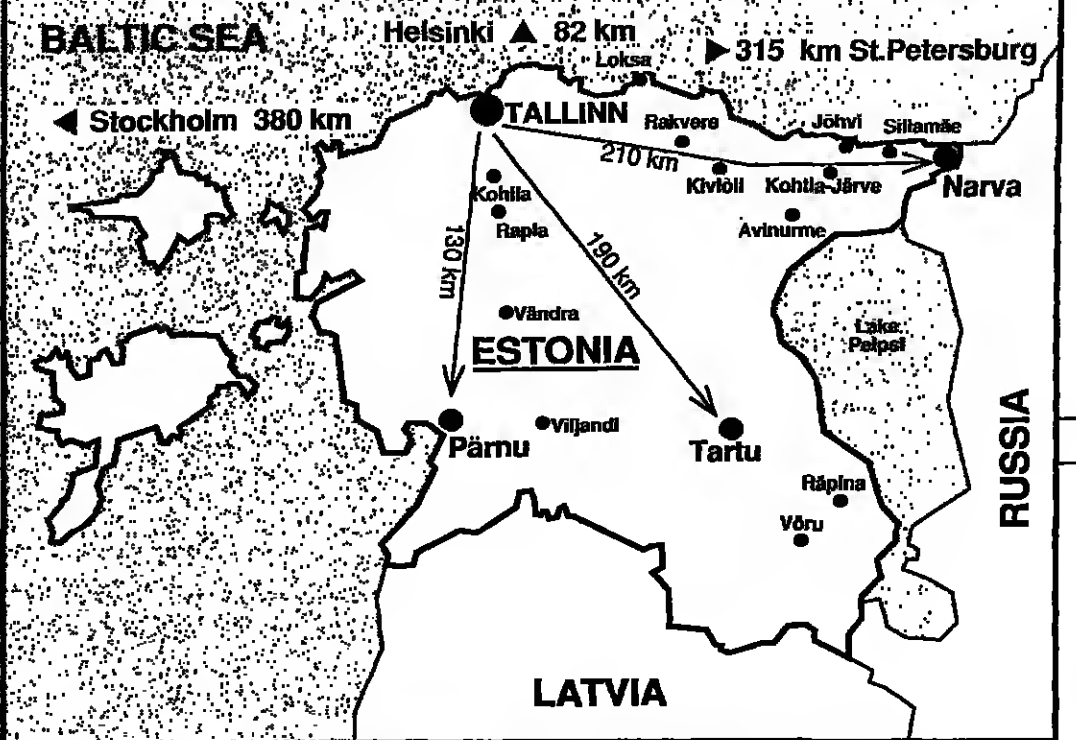 BALTIC SEA
Helsinki ▲ 82 km
▶ 315 km St.Petersburg
Loksa
◀ Stockholm 380 km
TALLINN
Rakvere
Jõhvi
Sillamäe
210 km
Kiviõli
Kohtla-Järve
Narva
Kohila
Rapla
Avinurme
130 km
190 km
Vändra
Lake
Peipsi
ESTONIA
Pärnu
Viljandi
Tartu
RUSSIA
Räpina
Võru
LATVIA